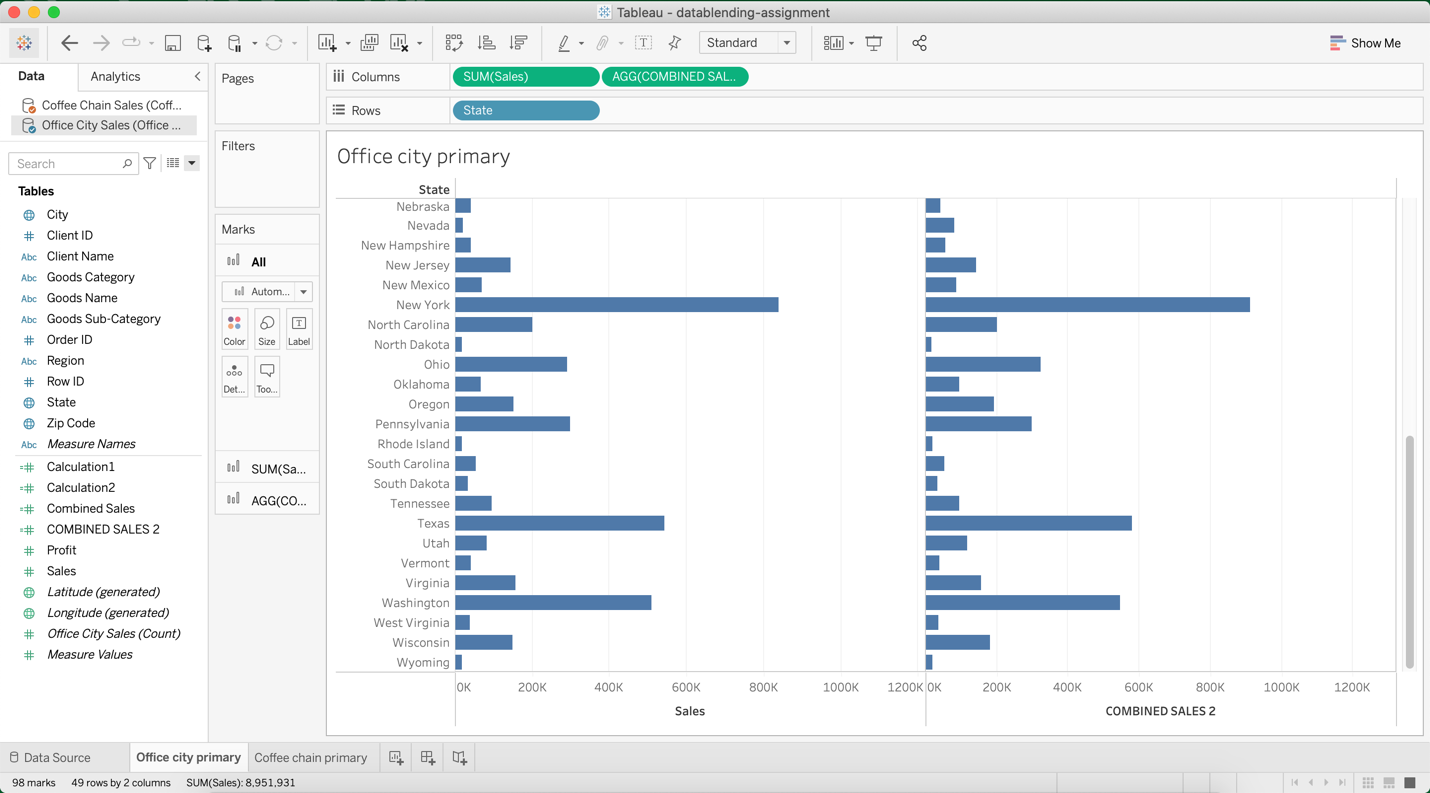 Tableau - datablending-assignment
Standard
Show Me
Data
Analytics
Coffee Chain Sales (Coff...
Office City Sales (Office ...
Search
Tables
City
Client ID
Abc Client Name
Abc Goods Category
Abc Goods Name
Abc Goods Sub-Category
Order ID
Abc Region
Row ID
State
Zip Code
Abc Measure Names
Calculation1
Calculation2
Combined Sales
COMBINED SALES 2
Profit
Sales
Latitude (generated)
Longitude (generated)
Office City Sales (Count)
Measure Values
Pages
Filters
Marks
All
Autom...
Color
Size
Label
Det...
Too...
SUM(Sa...
AGG(CO...
Columns
SUM(Sales)
AGG(COMBINED SAL..
Rows
State
Office city primary
State
Nebraska
Nevada
New Hampshire
New Jersey
New Mexico
New York
North Carolina
North Dakota
Ohio
Oklahoma
Oregon
Pennsylvania
Rhode Island
South Carolina
South Dakota
Tennessee
Texas
Utah
Vermont
Virginia
Washington
West Virginia
Wisconsin
Wyoming
0K 200K 400K 600K 800K 1000K 1200K
0K 200K 400K 600K 800K 1000K 1200K
Sales
COMBINED SALES 2
Data Source
Office city primary
Coffee chain primary
98 marks
49 rows by 2 columns
SUM(Sales): 8,951,931